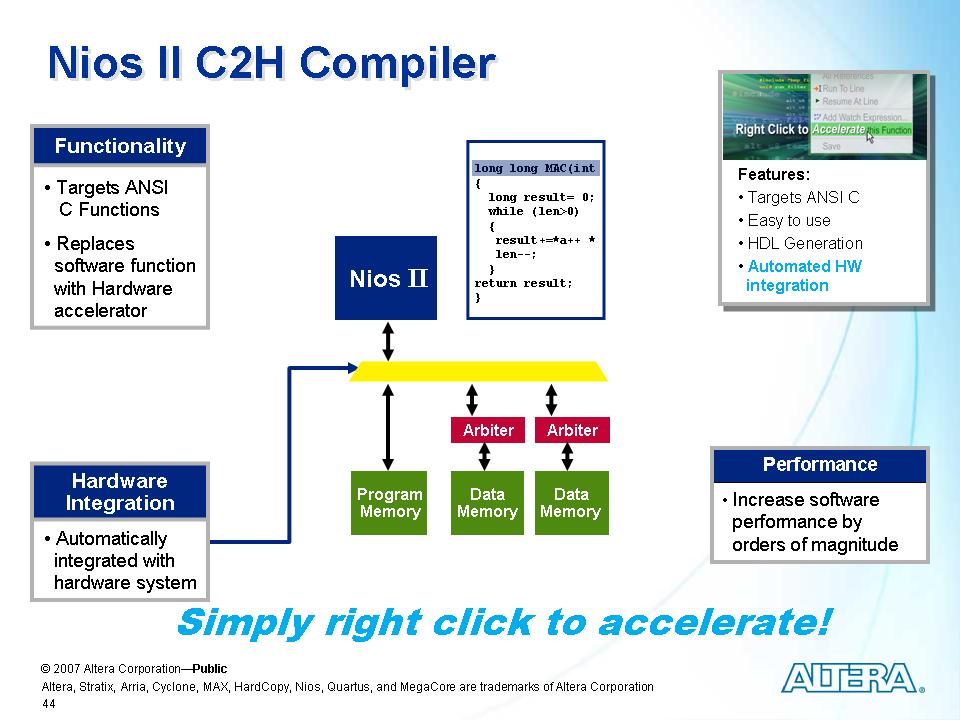 Nios II C2H Compiler
Functionality
• Targets ANSI
C Functions
• Replaces
software function
with Hardware
accelerator
Nios II
long long MAC(int
{
long result= 0;
while (len>0)
{
result+=*a++ *
len--;
}
return result;
}
All References
Run To Line
Resume At Line
Add Watch Expression...
Right Click to Accelerate this Function
Save
Features:
• Targets ANSI C
• Easy to use
• HDL Generation
• Automated HW
integration
Arbiter
Arbiter
Program
Memory
Data
Memory
Data
Memory
Hardware
Integration
• Automatically
integrated with
hardware system
Performance
• Increase software
performance by
orders of magnitude
Simply right click to accelerate!
© 2007 Altera Corporation—Public
Altera, Stratix, Arria, Cyclone, MAX, HardCopy, Nios, Quartus, and MegaCore are trademarks of Altera Corporation
44
ALTERA®